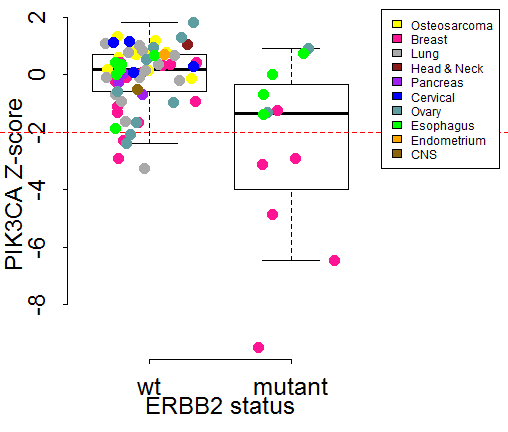 PIK3CA Z-score
2
0
-2
-4
-6
-8
wt
mutant
ERBB2 status
Osteosarcoma
Breast
Lung
Head & Neck
Pancreas
Cervical
Ovary
Esophagus
Endometrium
CNS